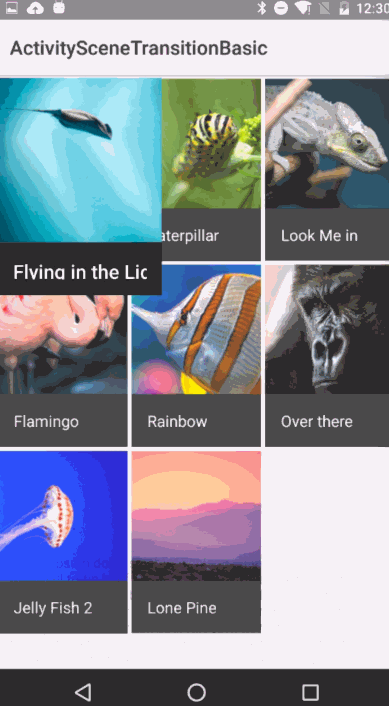 12:30
ActivitySceneTransitionBasic
aterpillar
Look Me in
Flying in the Lig
Flamingo
Rainbow
Over there
Jelly Fish 2
Lone Pine